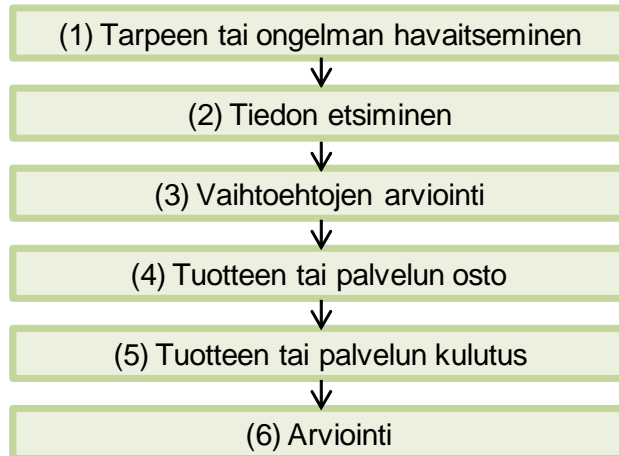 (1) Tarpeen tai ongelman havaitseminen
(2) Tiedon etsiminen
(3) Vaihtoehtojen arviointi
(4) Tuotteen tai palvelun osto
(5) Tuotteen tai palvelun kulutus
(6) Arviointi